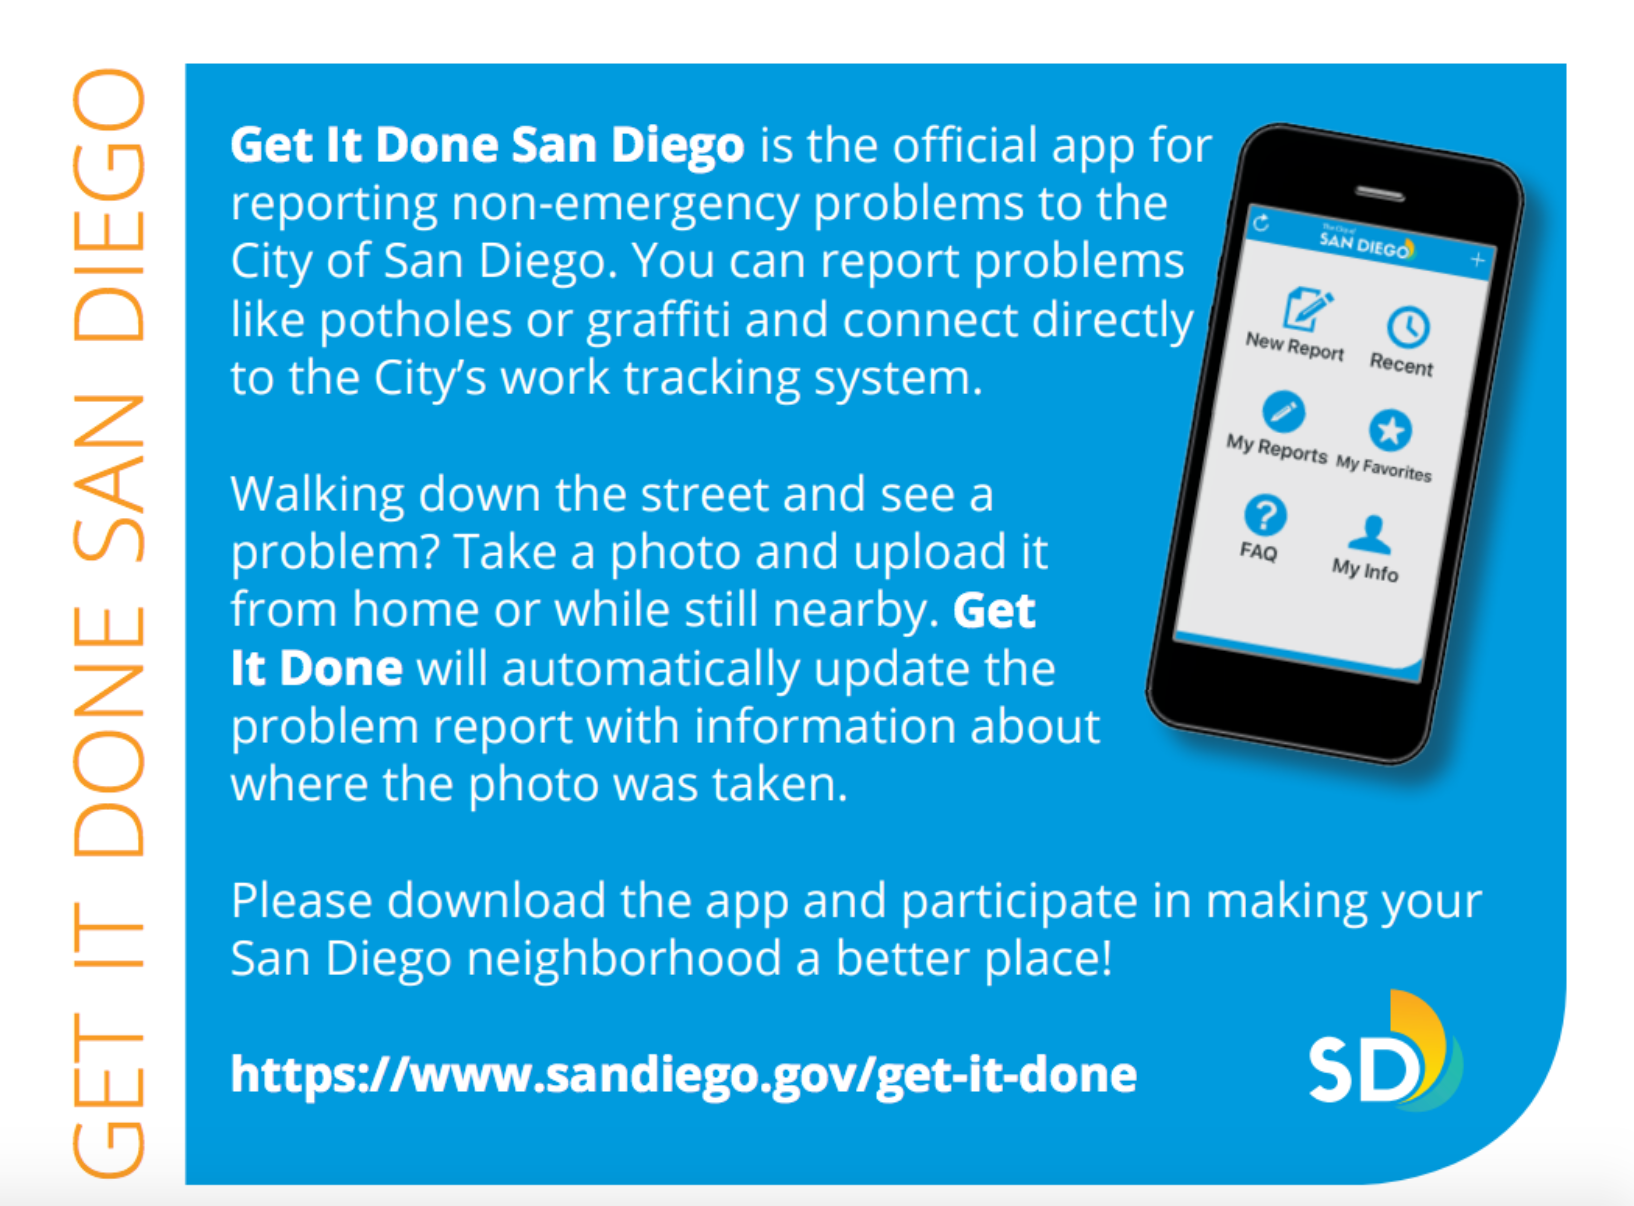 GET IT DONE SAN DIEGO
Get It Done San Diego is the official app for
reporting non-emergency problems to the
City of San Diego. You can report problems
like potholes or graffiti and connect directly
to the City’s work tracking system.
Walking down the street and see a
problem? Take a photo and upload it
from home or while still nearby. Get
It Done will automatically update the
problem report with information about
where the photo was taken.
Please download the app and participate in making your
San Diego neighborhood a better place!
https://www.sandiego.gov/get-it-done
The City of
SAN DIEGO
New Report
Recent
My Reports
My Favorites
?
FAQ
My Info
SD